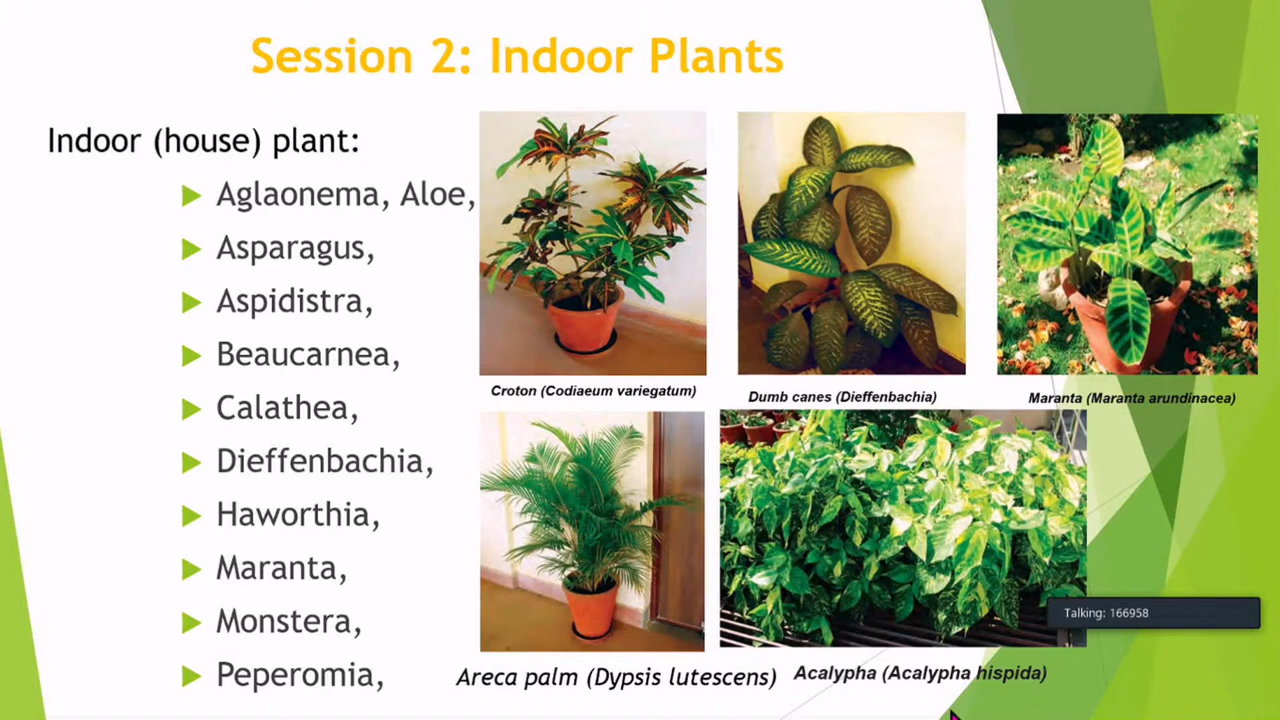 Session 2: Indoor Plants
Indoor (house) plant:
Aglaonema, Aloe,
Asparagus,
Aspidistra,
Beaucarnea,
Calathea,
Dieffenbachia,
Haworthia,
Maranta,
Monstera,
Peperomia,
Croton (Codiaeum variegatum)
Dumb canes (Dieffenbachia)
Maranta (Maranta arundinacea)
Areca palm (Dypsis lutescens)
Acalypha (Acalypha hispida)
Talking: 166958